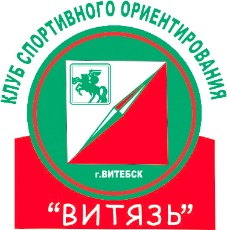 КЛУБ СПОРТИВНОГО ОРИЕНТИРОВАНИЯ
г.ВИТЕБСК
“ВИТЯЗЬ”